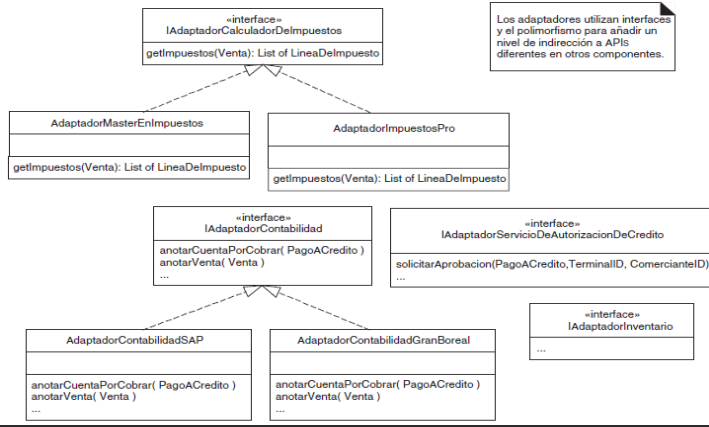 «interface»
IAdaptadorCalculadorDeImpuestos
getImpuestos(Venta): List of LineaDeImpuesto
Los adaptadores utilizan interfaces
y el polimorfismo para añadir un
nivel de indirección a APIs
diferentes en otros componentes.
AdaptadorMasterEnImpuestos
getImpuestos(Venta): List of LineaDeImpuesto
AdaptadorImpuestosPro
getImpuestos(Venta): List of LineaDeImpuesto
«interface»
IAdaptadorContabilidad
anotarCuentaPorCobrar( PagoACredito )
anotarVenta( Venta )
...
«interface»
IAdaptadorServicioDeAutorizacionDeCredito
solicitarAprobacion(PagoACredito,TerminalID, ComercianteID)
...
«interface»
IAdaptadorInventario
...
AdaptadorContabilidadSAP
anotarCuentaPorCobrar( PagoACredito )
anotarVenta( Venta )
...
AdaptadorContabilidadGranBoreal
anotarCuentaPorCobrar( PagoACredito )
anotarVenta( Venta )
...